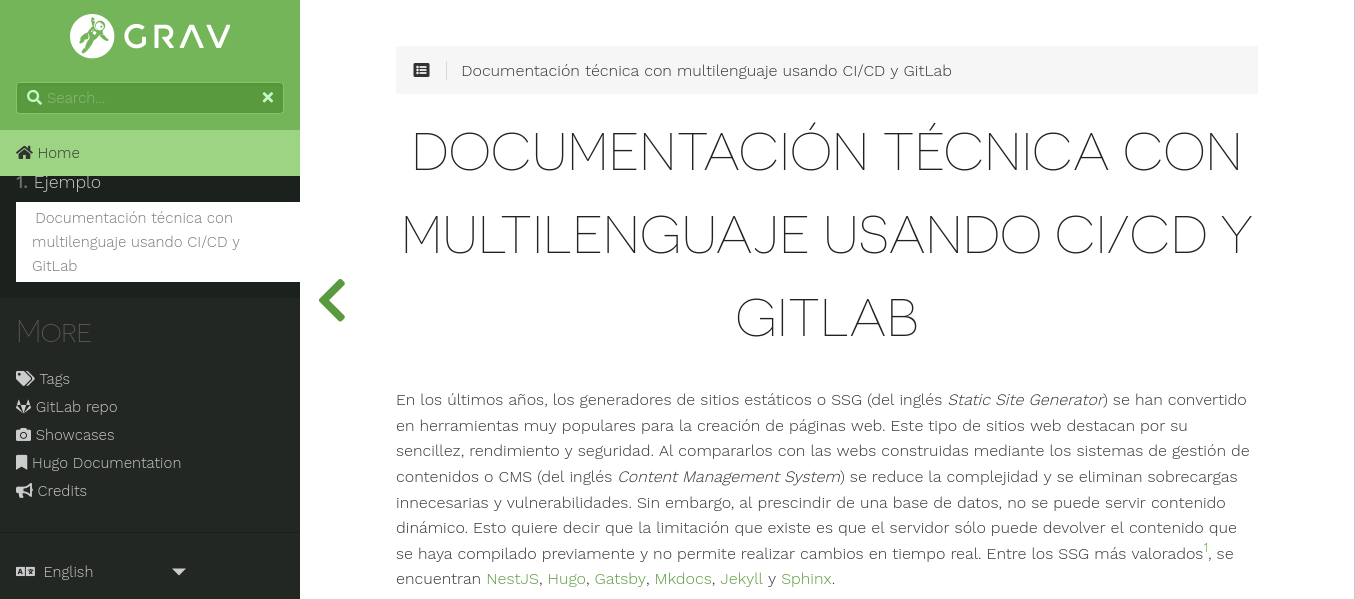 GRAV
Search...
Home
1. Ejemplo
Documentación técnica con
multilenguaje usando CI/CD y
GitLab
More
Tags
GitLab repo
Showcases
Hugo Documentation
Credits
English
Documentación técnica con multilenguaje usando CI/CD y GitLab
DOCUMENTACIÓN TÉCNICA CON
MULTILENGUAJE USANDO CI/CD Y
GITLAB
En los últimos años, los generadores de sitios estáticos o SSG (del inglés Static Site Generator) se han convertido
en herramientas muy populares para la creación de páginas web. Este tipo de sitios web destacan por su
sencillez, rendimiento y seguridad. Al compararlos con las webs construidas mediante los sistemas de gestión de
contenidos o CMS (del inglés Content Management System) se reduce la complejidad y se eliminan sobrecargas
innecesarias y vulnerabilidades. Sin embargo, al prescindir de una base de datos, no se puede servir contenido
dinámico. Esto quiere decir que la limitación que existe es que el servidor sólo puede devolver el contenido que
se haya compilado previamente y no permite realizar cambios en tiempo real. Entre los SSG más valorados1, se
encuentran NestJS, Hugo, Gatsby, Mkdocs, Jekyll y Sphinx.